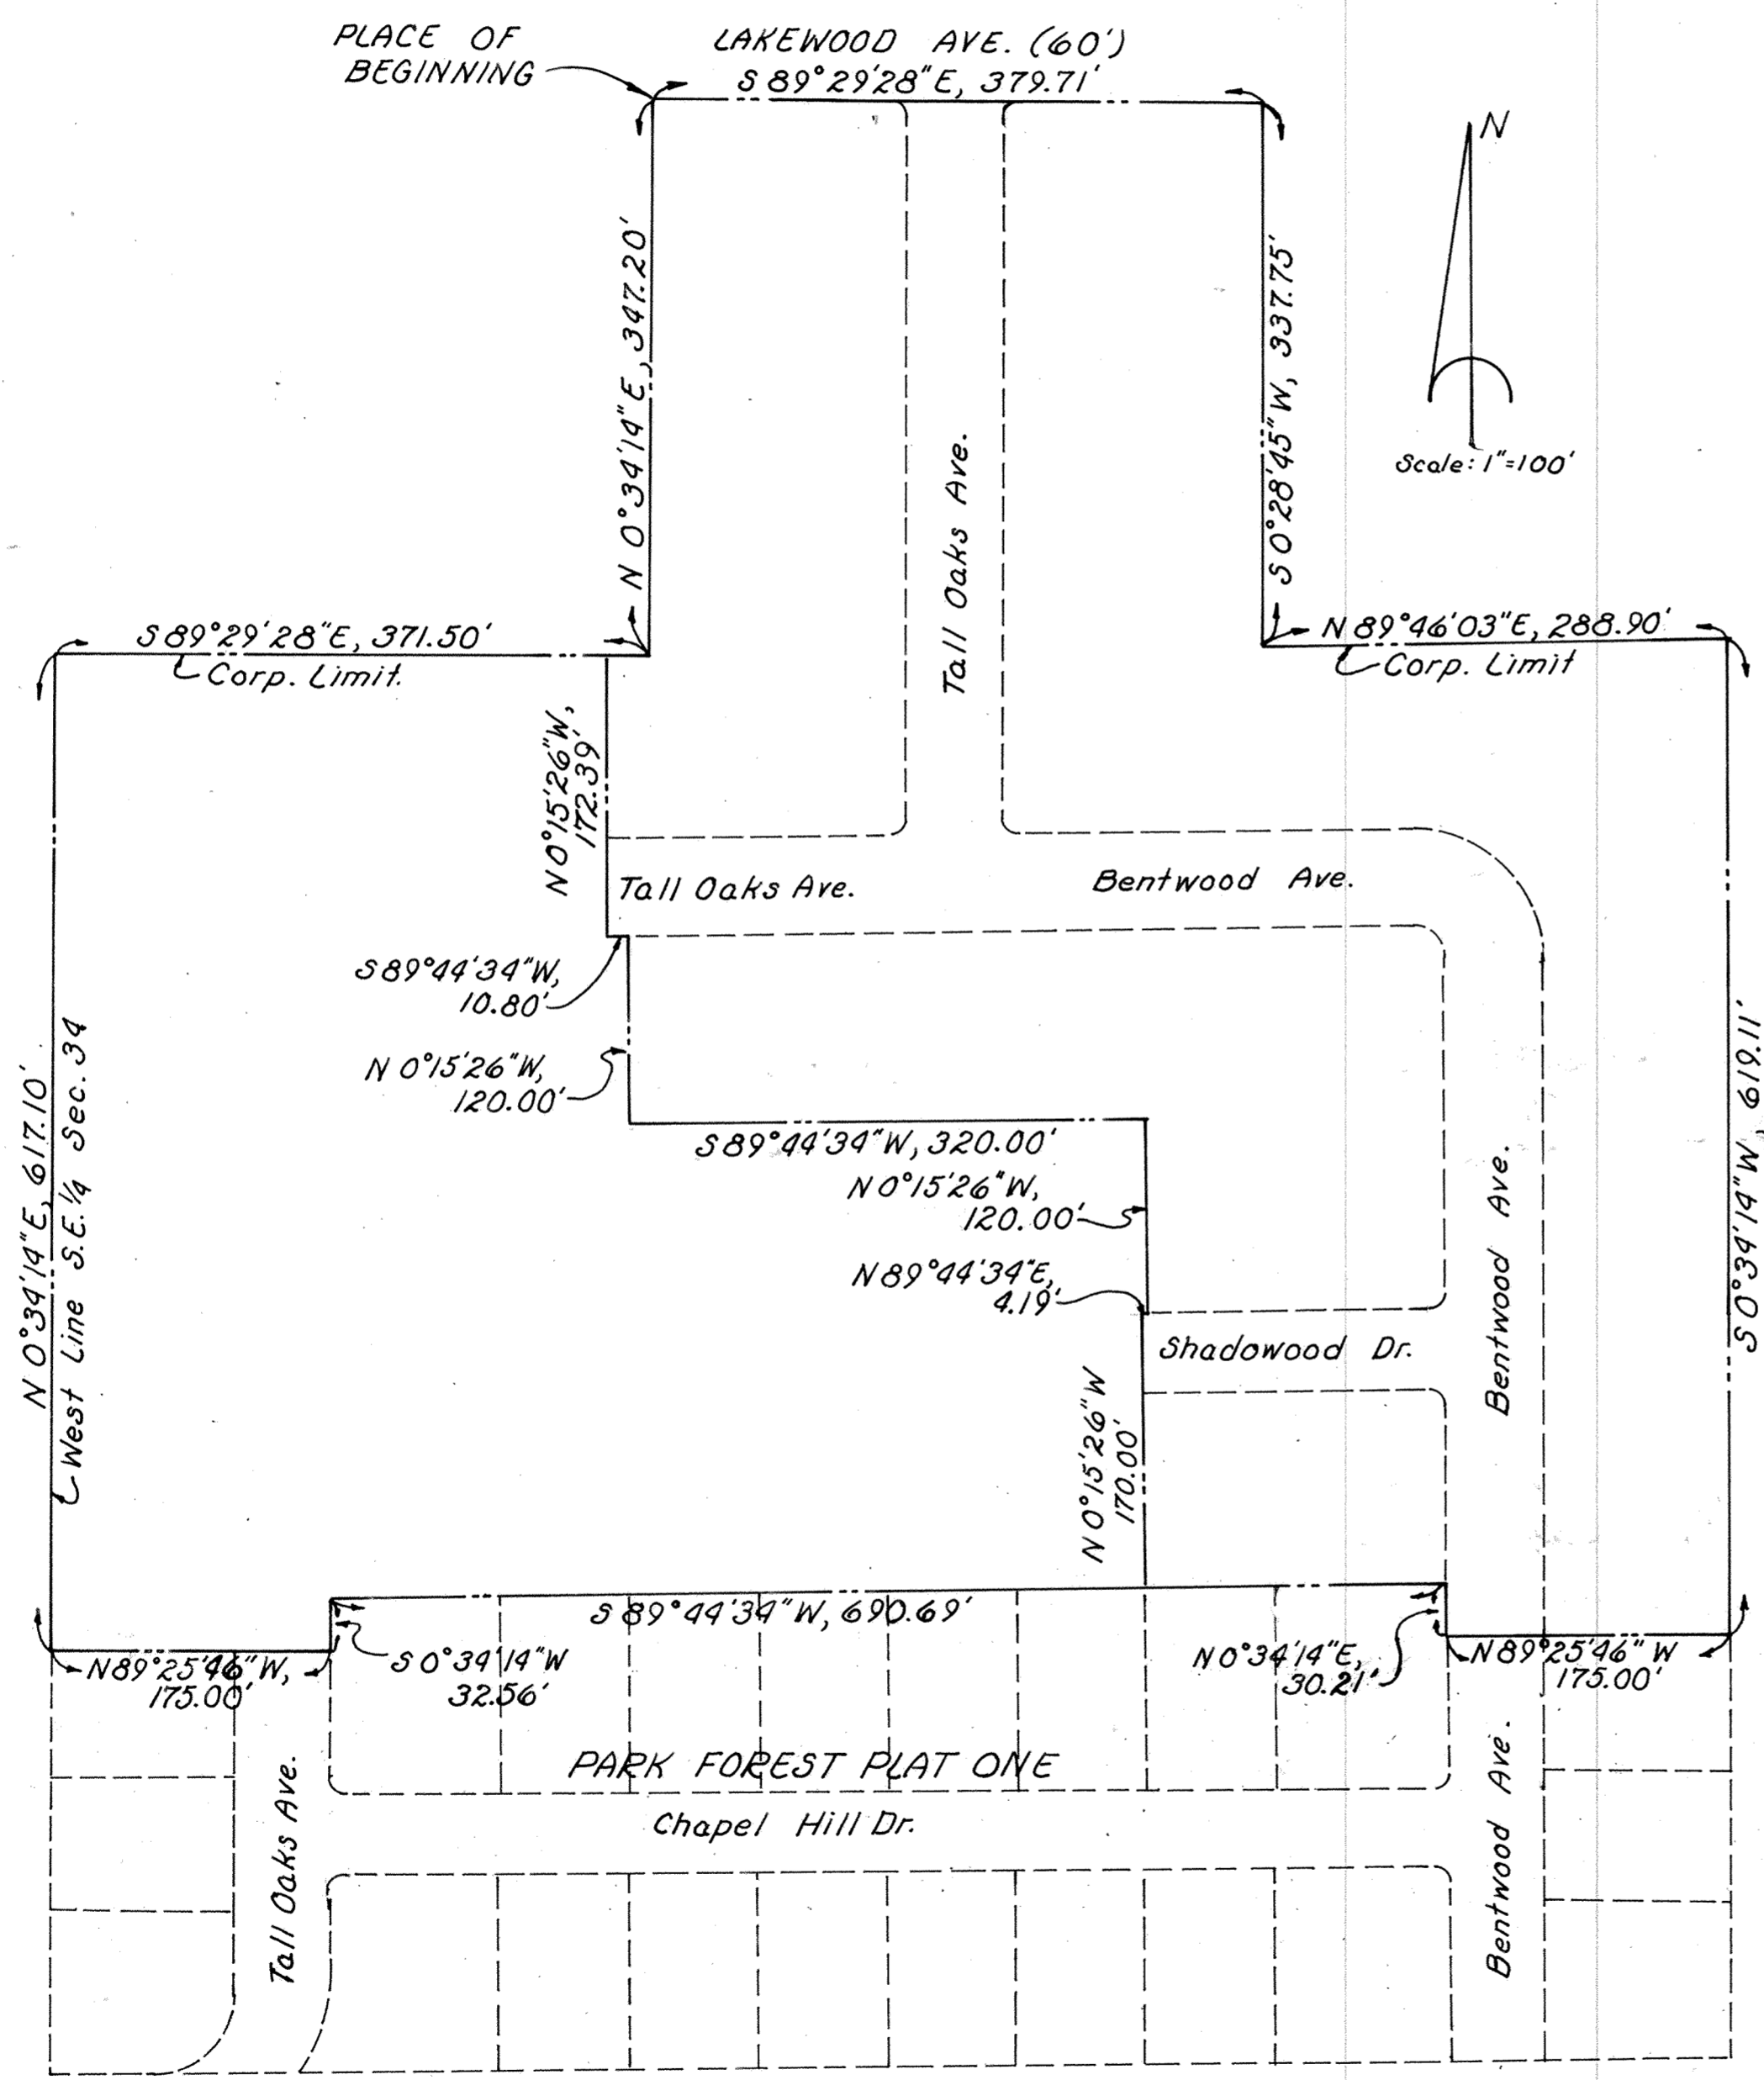 PLACE OF
BEGINNING
LAKEWOOD AVE. (60')
S 89°29'28"E, 379.71'
N
Scale: 1"=100'
N 0°34'14"E, 347.20'
S 0°28'45"W, 337.75'
Tall Oaks Ave.
S 89°29'28"E, 371.50'
Corp. Limit.
N 89°46'03"E, 288.90'
Corp. Limit
N 0°15'26"W,
172.39'
Tall Oaks Ave.
Bentwood Ave.
S 89°44'34"W,
10.80'
N 0°15'26"W,
120.00'
S 89°44'34"W, 320.00'
N 0°15'26"W,
120.00'
N 89°44'34"E,
4.19'
Shadowood Dr.
N 0°15'26"W
170.00'
Bentwood Ave.
S 0°34'14"W, 619.11'
N 0°34'14"E, 617.10'
West Line S.E. 1/4 Sec. 34
S 89°44'34"W, 690.69'
N 89°25'46"W,
175.00'
S 0°34'14"W
32.56'
N 0°34'14"E,
30.21'
N 89°25'46"W
175.00'
PARK FOREST PLAT ONE
Chapel Hill Dr.
Tall Oaks Ave.
Bentwood Ave.